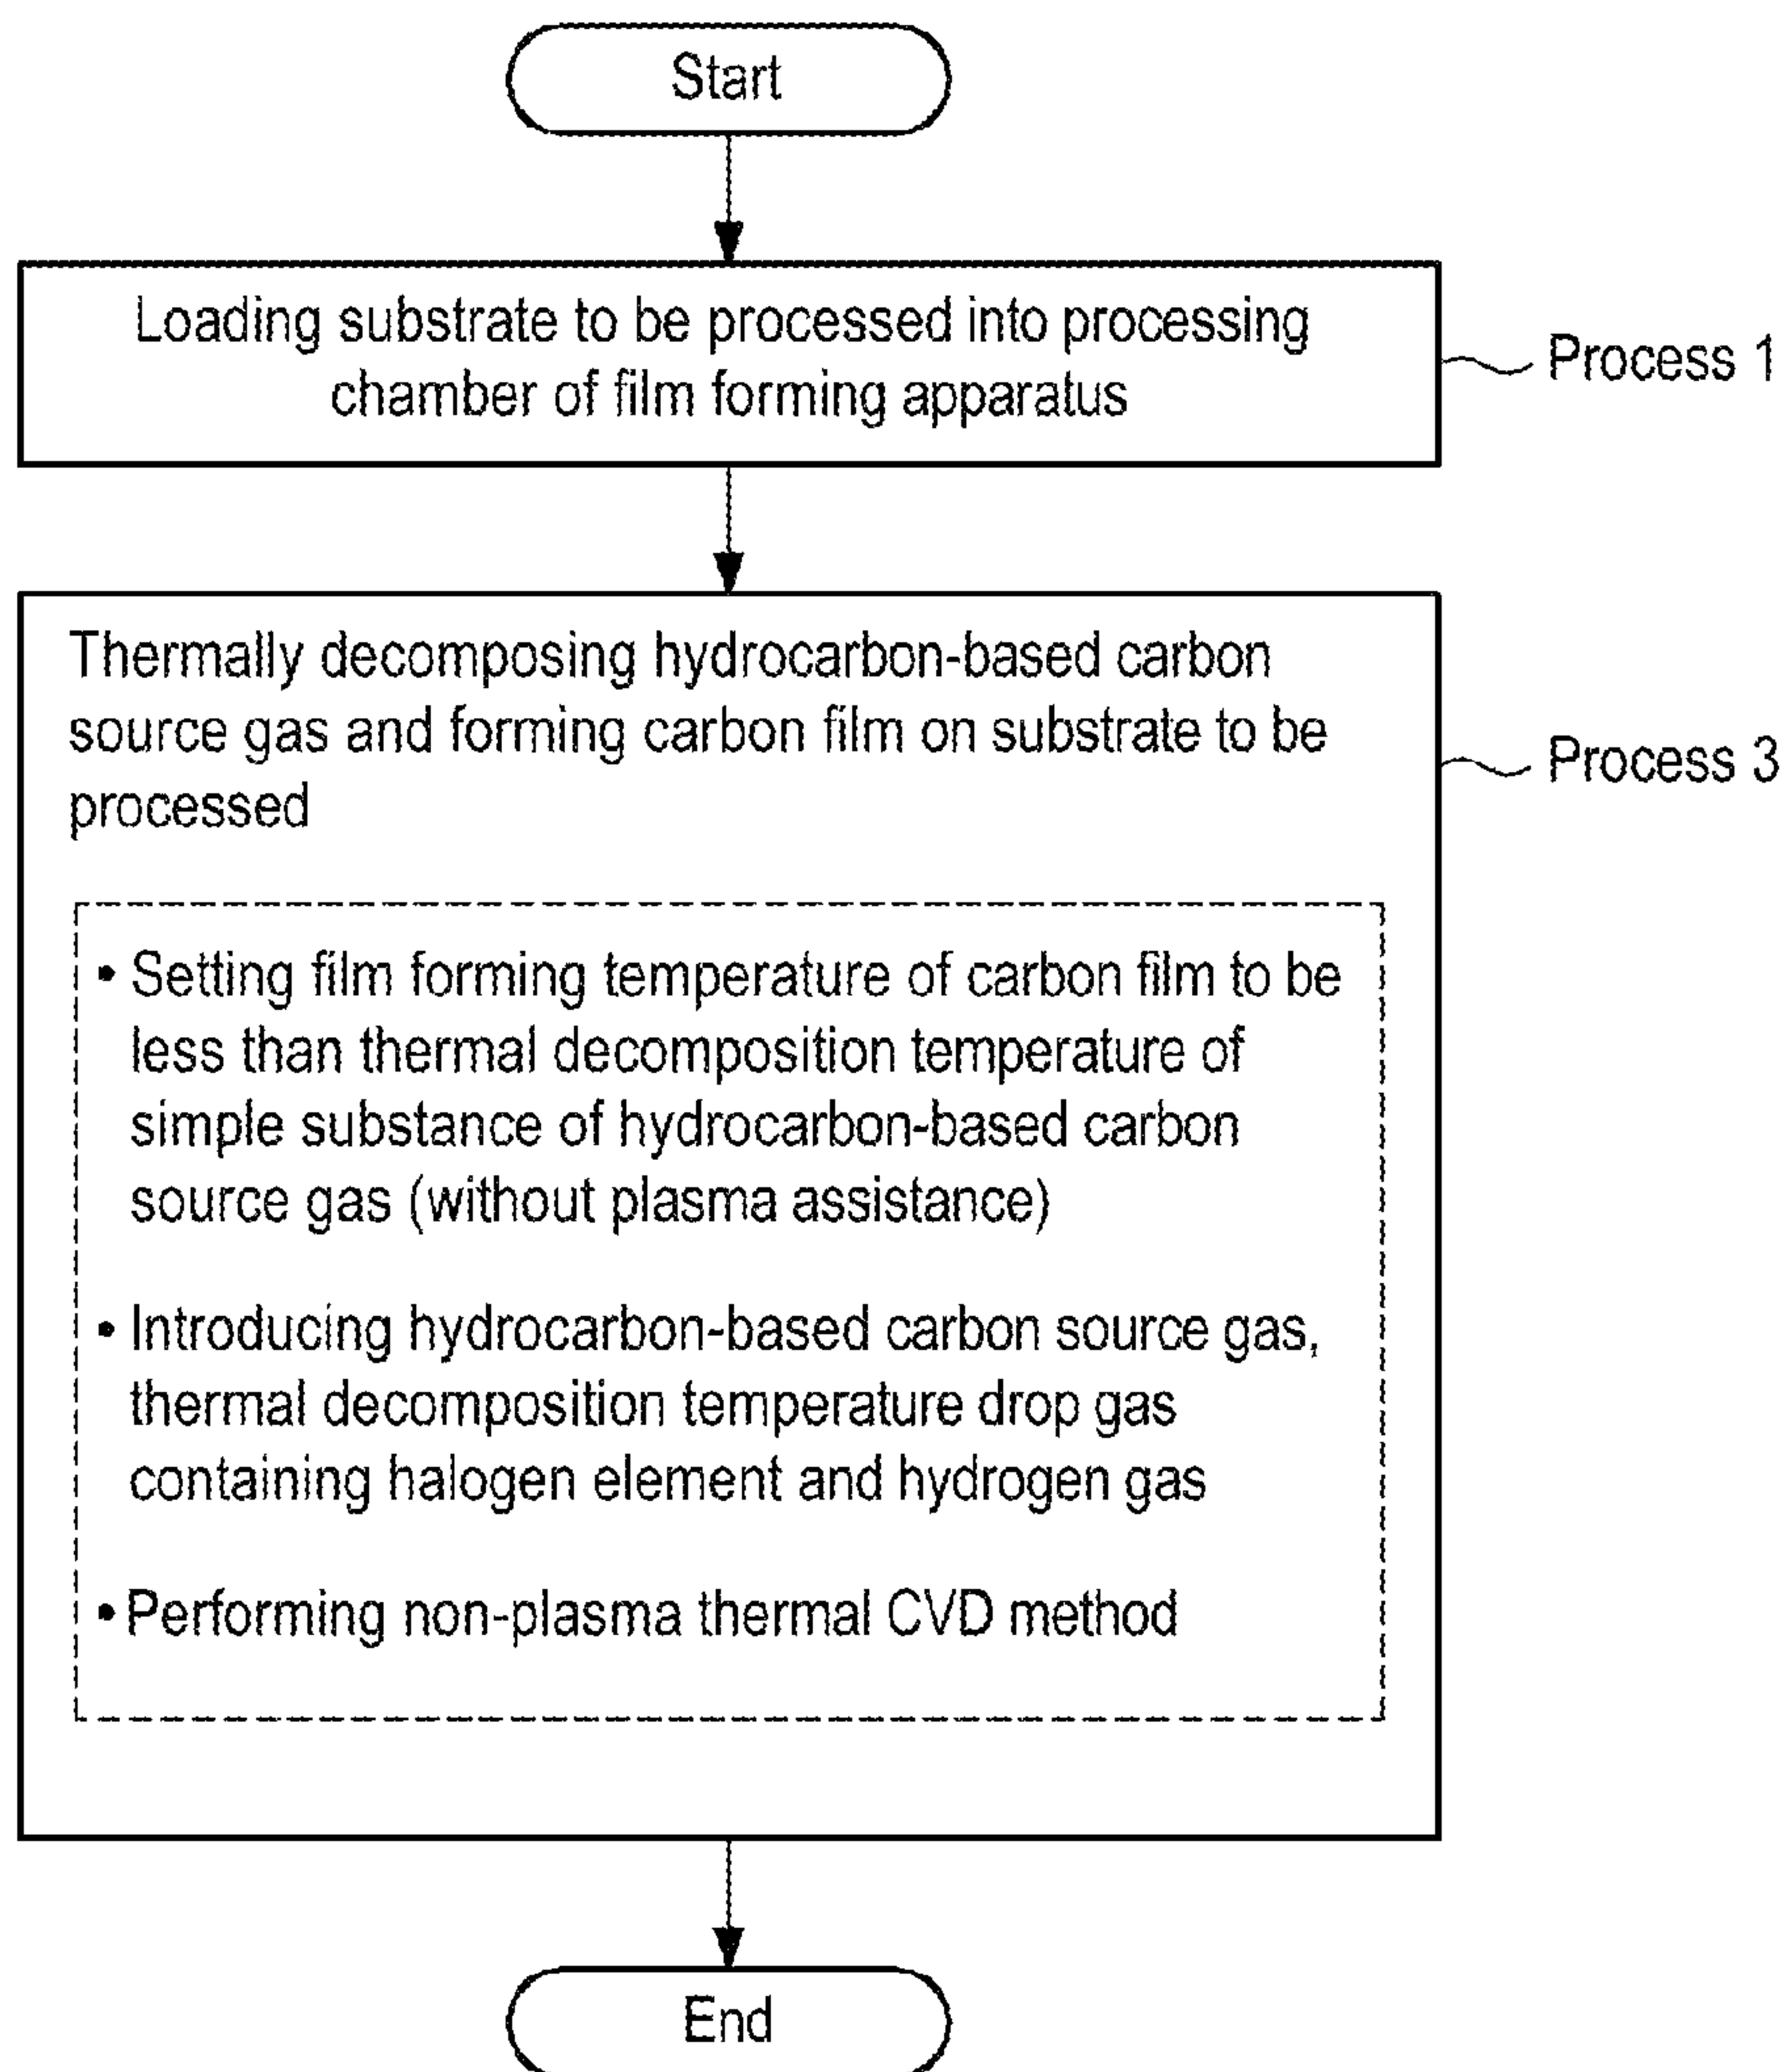 Start
Loading substrate to be processed into processing
chamber of film forming apparatus
Process 1
Thermally decomposing hydrocarbon-based carbon
source gas and forming carbon film on substrate to be
processed
Process 3
• Setting film forming temperature of carbon film to be
less than thermal decomposition temperature of
simple substance of hydrocarbon-based carbon
source gas (without plasma assistance)
• Introducing hydrocarbon-based carbon source gas,
thermal decomposition temperature drop gas
containing halogen element and hydrogen gas
• Performing non-plasma thermal CVD method
End